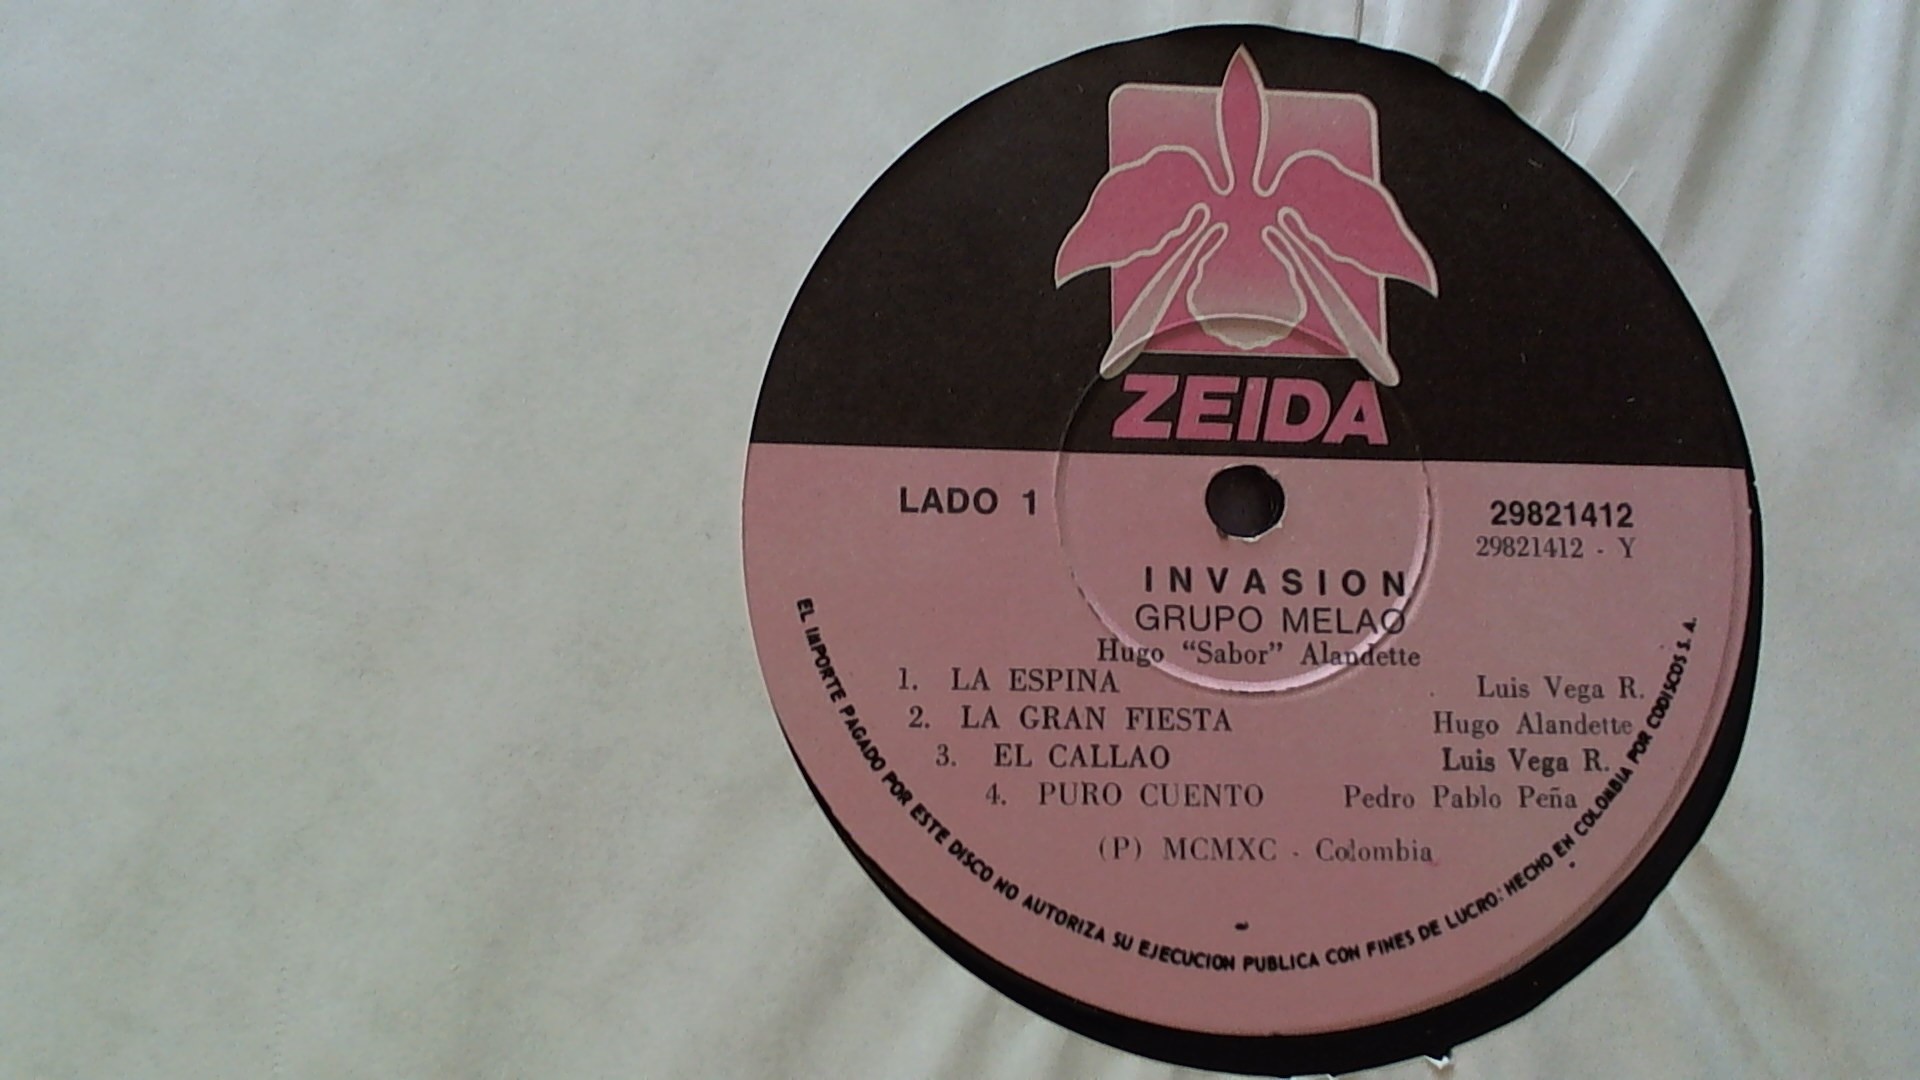 ZEIDA
LADO 1
29821412
29821412 - Y
INVASION
GRUPO MELAO
Hugo "Sabor" Alandette
1. LA ESPINA Luis Vega R.
2. LA GRAN FIESTA Hugo Alandette
3. EL CALLAO Luis Vega R.
4. PURO CUENTO Pedro Pablo Peña
(P) MCMXC - Colombia
EL IMPORTE PAGADO POR ESTE DISCO NO AUTORIZA SU EJECUCION PUBLICA CON FINES DE LUCRO: HECHO EN COLOMBIA POR CODISCOS S. A.